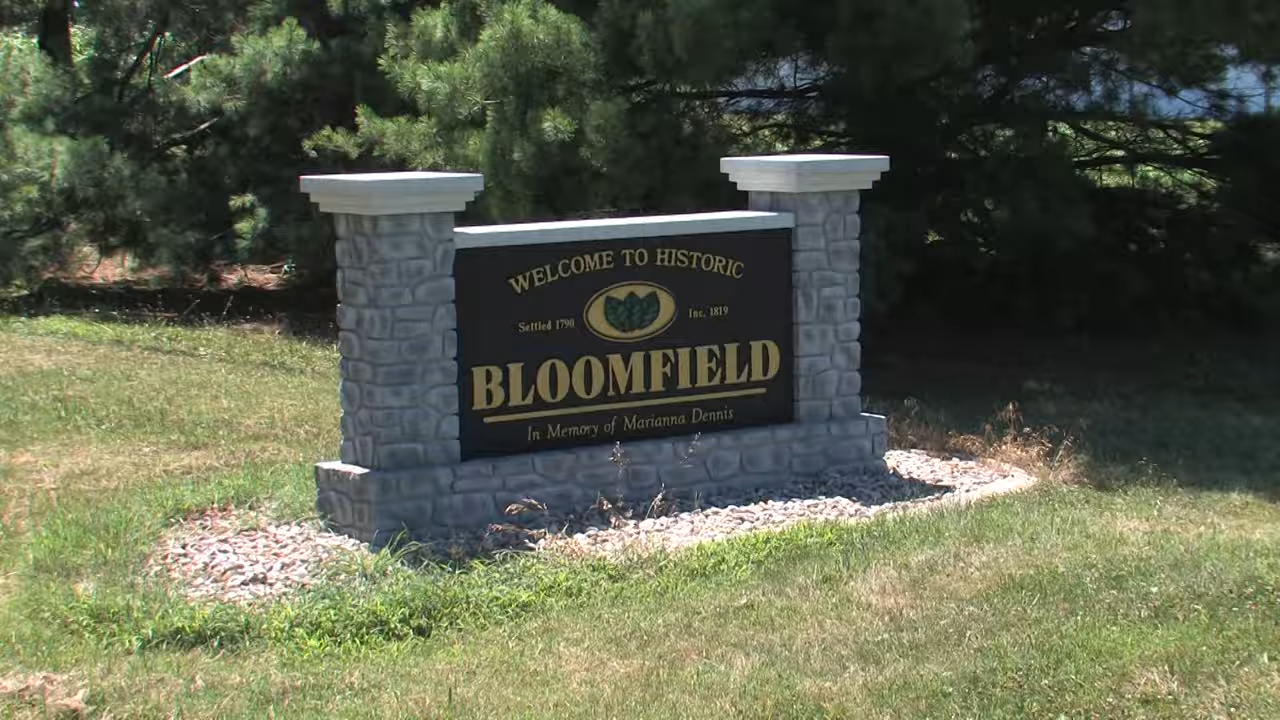 WELCOME TO HISTORIC
Settled 1790 Inc. 1819
BLOOMFIELD
In Memory of Marianna Dennis